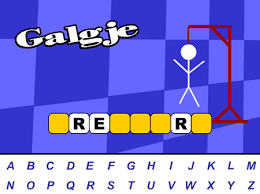 Galgje
RE R
A B C D E F G H I J K L M
N O P Q R S T U V W X Y Z